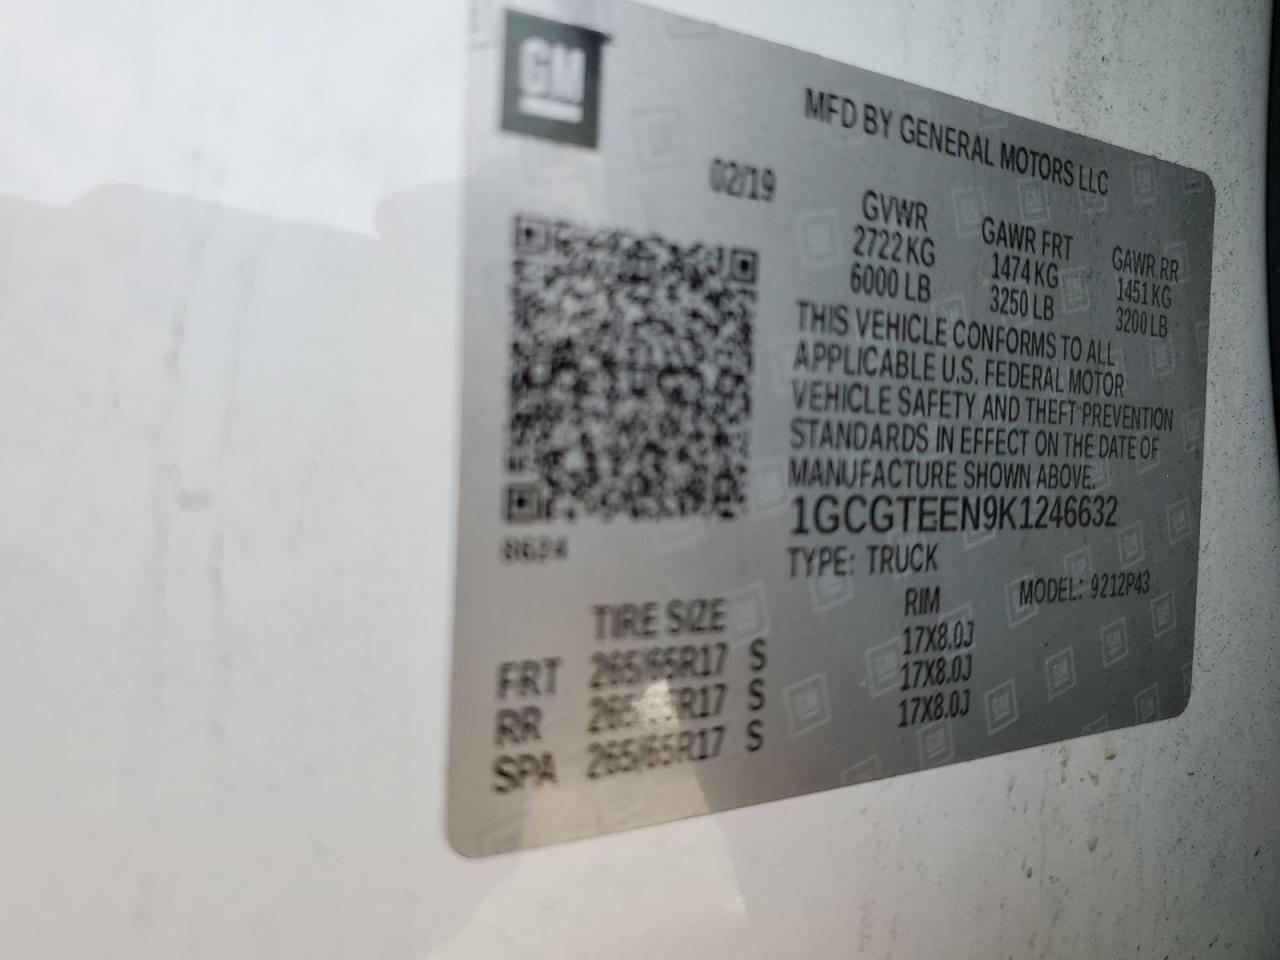 GM
MFD BY GENERAL MOTORS LLC
02/19
GVWR GAWR FRT GAWR RR
2722 KG 1474 KG 1451 KG
6000 LB 3250 LB 3200 LB
THIS VEHICLE CONFORMS TO ALL
APPLICABLE U.S. FEDERAL MOTOR
VEHICLE SAFETY AND THEFT PREVENTION
STANDARDS IN EFFECT ON THE DATE OF
MANUFACTURE SHOWN ABOVE.
1GCGTEEN9K1246632
TYPE: TRUCK
MODEL: 9212P43
8624
TIRE SIZE RIM
FRT 265/65R17 S 17X8.0J
RR 265/65R17 S 17X8.0J
SPA 265/65R17 S 17X8.0J